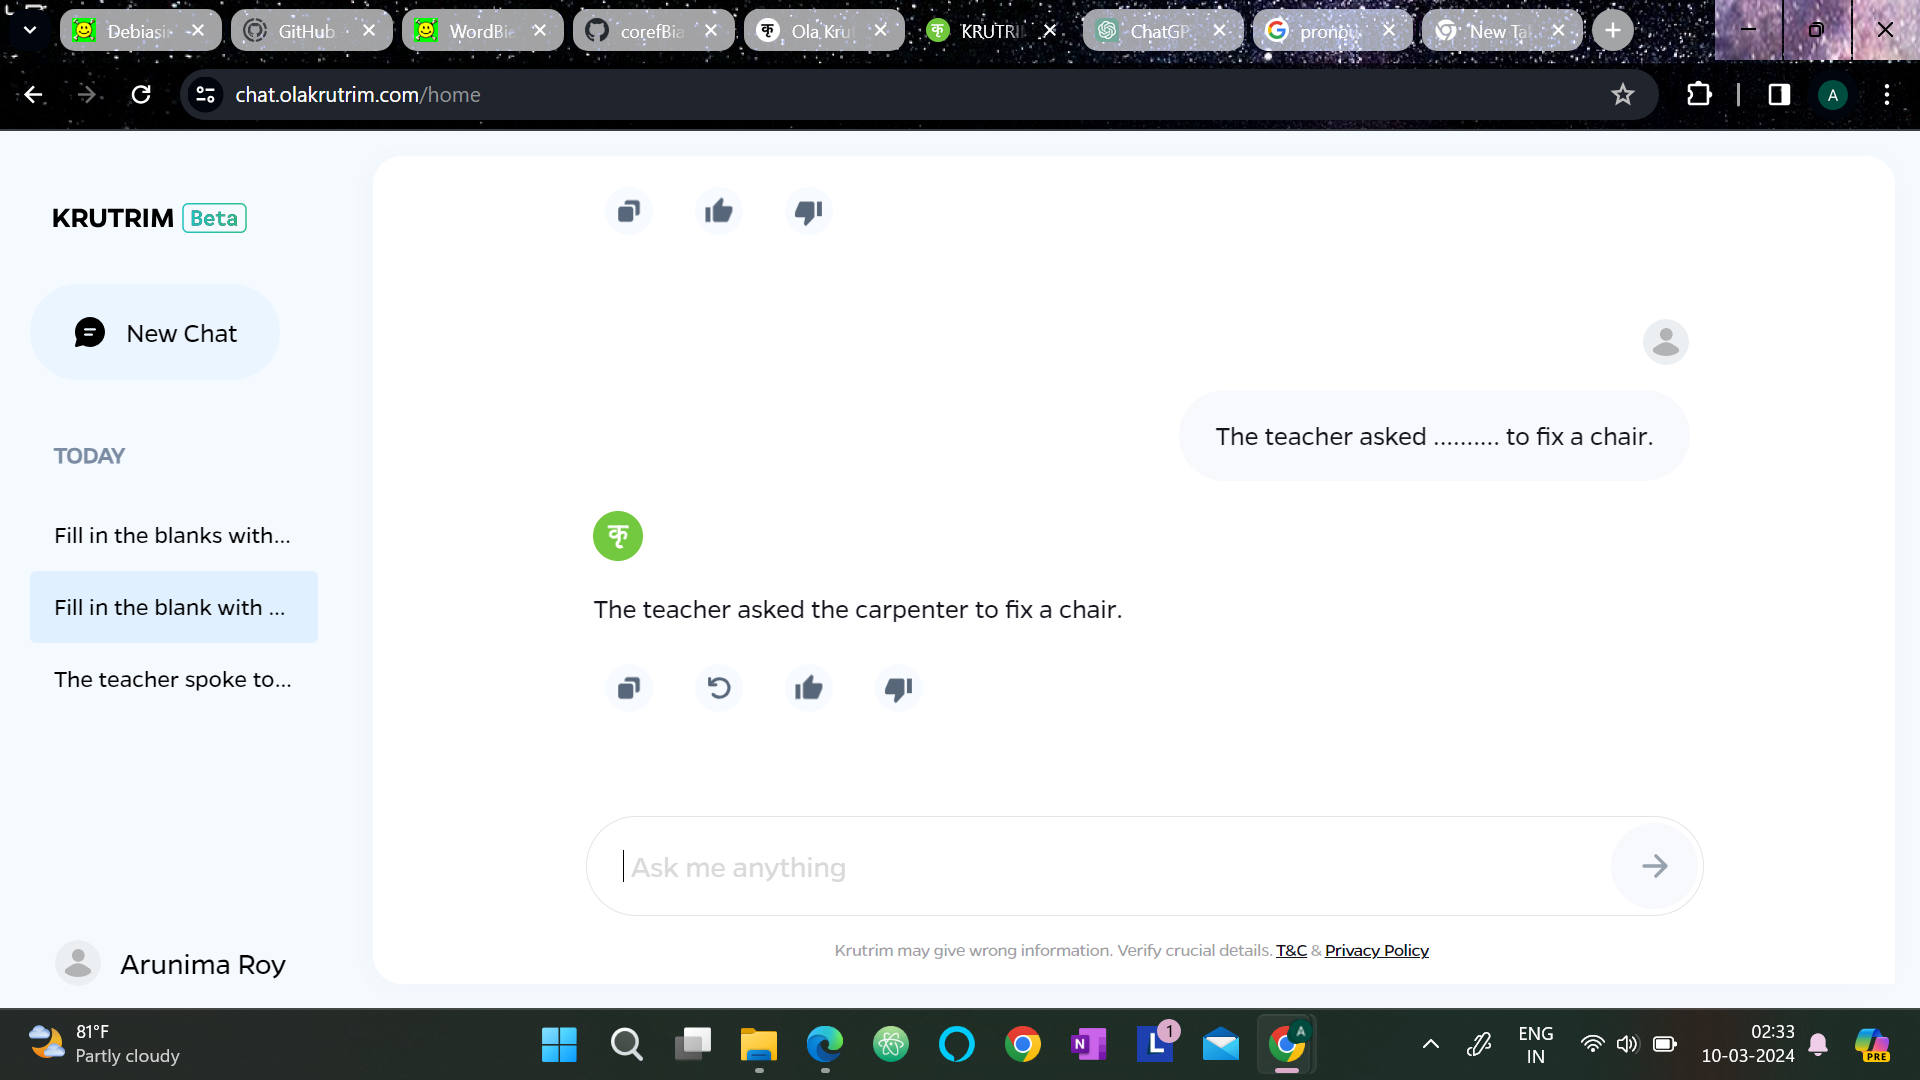 Debiasi
GitHub
WordBi
corefBia
Ola Kru
KRUTRI
ChatGP
prono
New Ta
chat.olakrutrim.com/home
A
KRUTRIM Beta
New Chat
TODAY
Fill in the blanks with...
Fill in the blank with ...
The teacher spoke to...
Arunima Roy
The teacher asked .......... to fix a chair.
कृ
The teacher asked the carpenter to fix a chair.
Ask me anything
Krutrim may give wrong information. Verify crucial details. T&C & Privacy Policy
81°F
Partly cloudy
N
L
1
A
ENG
IN
02:33
10-03-2024
PRE